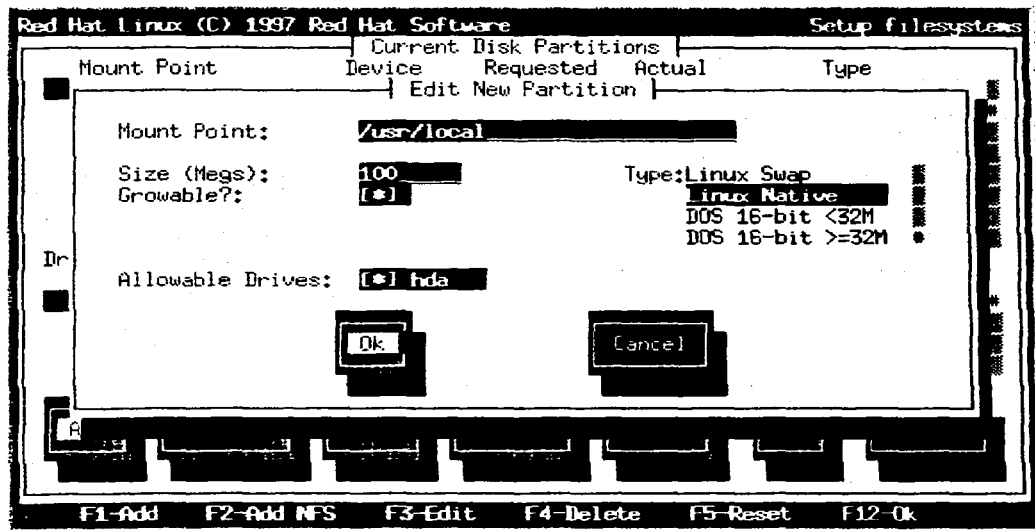 Red Hat Linux (C) 1997 Red Hat Software Setup filesystems
Current Disk Partitions
Mount Point Device Requested Actual Type
Edit New Partition
Mount Point: /usr/local
Size (Megs): 100 Type:Linux Swap
Growable?: [*] Linux Native
DOS 16-bit <32M
DOS 16-bit >=32M #
Dr
Allowable Drives: [*] hda
Ok Cancel
A
F1-Add F2-Add NFS F3-Edit F4-Delete F5-Reset F12-Ok